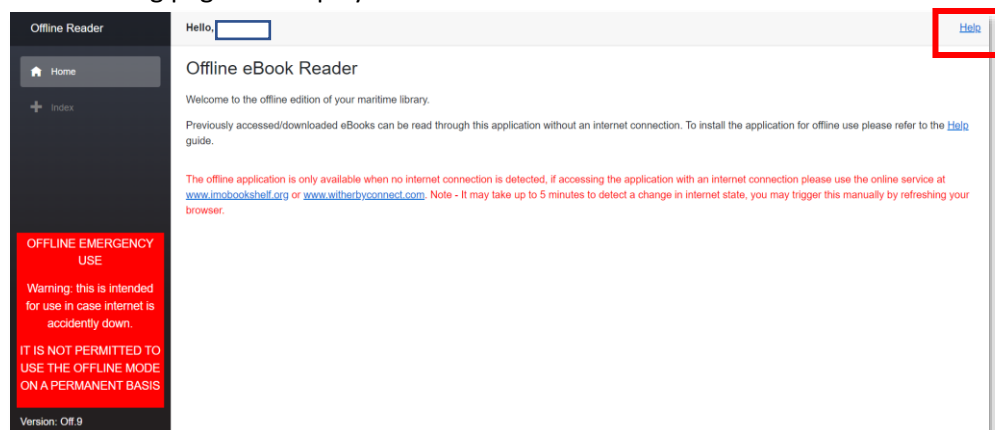 Offline Reader
Hello,
Help
Home
Index
Offline eBook Reader
Welcome to the offline edition of your maritime library.
Previously accessed/downloaded eBooks can be read through this application without an internet connection. To install the application for offline use please refer to the Help
guide.
The offline application is only available when no internet connection is detected, if accessing the application with an internet connection please use the online service at
www.imobookshelf.org or www.witherbyconnect.com. Note - It may take up to 5 minutes to detect a change in internet state, you may trigger this manually by refreshing your
browser.
OFFLINE EMERGENCY
USE
Warning: this is intended
for use in case internet is
accidently down.
IT IS NOT PERMITTED TO
USE THE OFFLINE MODE
ON A PERMANENT BASIS
Version: Off.9